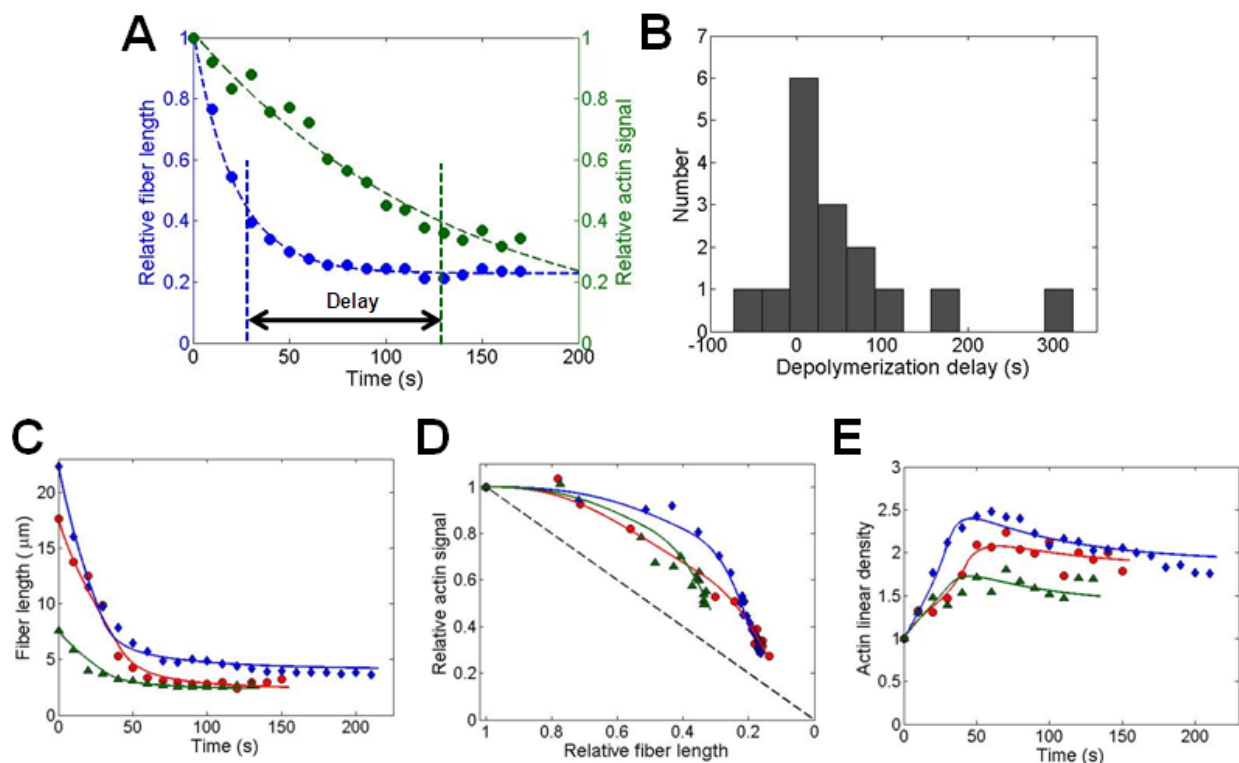 A
1
0.8
0.6
0.4
0.2
0
Relative fiber length
1
0.8
0.6
0.4
0.2
0
Relative actin signal
Delay
0 50 100 150 200
Time (s)
B
7
6
5
4
3
2
1
0
Number
-100 0 100 200 300
Depolymerization delay (s)
C
20
15
10
5
0
Fiber length (μm)
0 50 100 150 200
Time (s)
D
1
0.8
0.6
0.4
0.2
0
Relative actin signal
1 0.8 0.6 0.4 0.2 0
Relative fiber length
E
3
2.5
2
1.5
1
0.5
0
Actin linear density
0 50 100 150 200
Time (s)